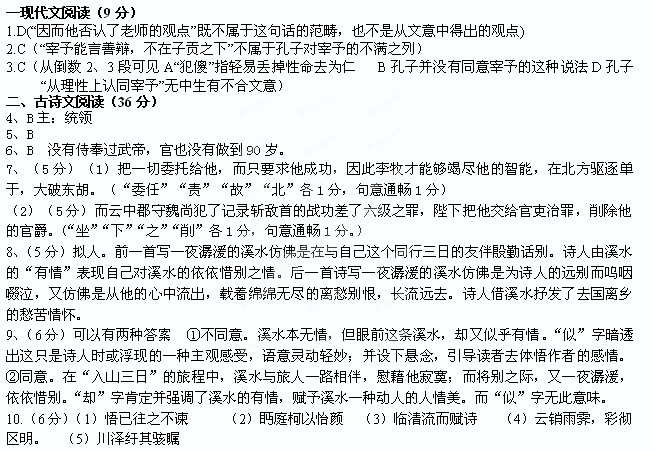 一现代文阅读(9 分)
1.D(“因而他否认了老师的观点”既不属于这句话的范畴，也不是从文意中得出的观点)
2.C（“宰予能言善辩，不在子贡之下”不属于孔子对宰予的不满之列）
3.C（从倒数 2、3 段可见 A“犯傻”指轻易丢掉性命去为仁 B 孔子并没有同意宰予的这种说法 D 孔子
“从理性上认同宰予”无中生有不合文意）
二、古诗文阅读（36 分）
4、B 主：统领
5、B
6、B 没有侍奉过武帝，官也没有做到 90 岁。
7、（5 分）（1）把一切委托给他，而只要求他成功，因此李牧才能够竭尽他的智能，在北方驱逐单
于，大破东胡。（“委任”“责”“故”“北”各 1 分，句意通畅 1 分）
（2）（5 分）而云中郡守魏尚犯了记录斩敌首的战功差了六级之罪，陛下把他交给官吏治罪，削除他
的官爵。（“坐”“下”“之”“削”各 1 分，句意通畅 1 分。）
8、（5 分）拟人。前一首写一夜潺湲的溪水仿佛是在与自己这个同行三日的友伴殷勤话别。诗人由溪水
的“有情”表现自己对溪水的依依惜别之情。后一首诗写一夜潺湲的溪水仿佛是为诗人的远别而呜咽
啜泣，又仿佛是从他的心中流出，载着绵绵无尽的离愁别恨，长流远去。诗人借溪水抒发了去国离乡
的愁苦情怀。
9、（6 分）可以有两种答案 ①不同意。溪水本无情，但眼前这条溪水，却又似乎有情。“似”字暗透
出这只是诗人时或浮现的一种主观感受，语意灵动轻妙；并设下悬念，引导读者去体悟作者的感情。
②同意。在“入山三日”的旅程中，溪水与旅人一路相伴，慰藉他寂寞；而将别之际，又一夜潺湲，
依依惜别。“却”字肯定并强调了溪水的有情，赋予溪水一种动人的人情美。而“似”字无此意味。
10.（6 分）（1）悟已往之不谏 （2）眄庭柯以怡颜 （3）临清流而赋诗 （4）云销雨霁，彩彻
区明。 （5）川泽纡其骇瞩